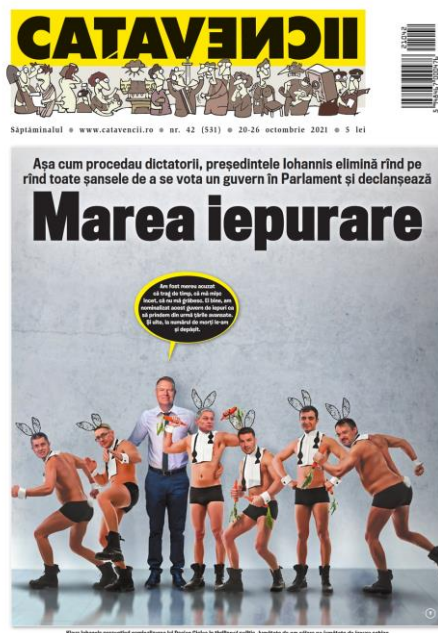 CATAVENCII
Săptăminalul • www.catavencii.ro • nr. 42 (531) • 20-26 octombrie 2021 • 5 lei
Așa cum procedau dictatorii, președintele Iohannis elimină rînd pe
rînd toate șansele de a se vota un guvern în Parlament și declanșează
Marea iepurare
Am fost mereu acuzat
că trag de timp, că mă mișc
încet, că nu mă grăbesc. Ei bine, am
nominalizat acest guvern de iepuri ca
să prindem din urmă țările avansate.
Și uite, la numărul de morți le-am
și depășit.